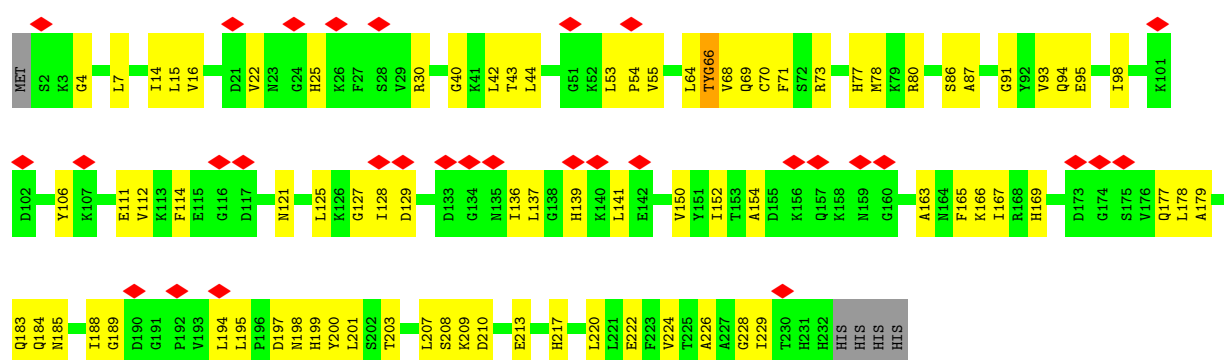 MET S2 K3 G4 L7 I14 L15 V16 D21 V22 N23 G24 H25 K26 F27 S28 V29 R30 G40 K41 L42 T43 L44 G51 K52 L53 P54 V55 L64 TYG66 V68 Q69 C70 F71 S72 R73 H77 M78 K79 R80 S86 A87 G91 Y92 V93 Q94 E95 I98 K101
D102 Y106 K107 E111 V112 K113 F114 E115 G116 D117 N121 L125 K126 G127 I128 D129 D133 G134 N135 I136 L137 G138 H139 K140 L141 E142 V150 Y151 I152 T153 A154 D155 K156 Q157 K158 N159 G160 A163 N164 F165 K166 I167 R168 H169 D173 G174 S175 V176 Q177 L178 A179
Q183 Q184 N185 I188 G189 D190 G191 P192 V193 L194 L195 P196 D197 N198 H199 Y200 L201 S202 T203 L207 S208 K209 D210 E213 H217 L220 L221 E222 F223 V224 T225 A226 A227 G228 I229 T230 H231 H232 HIS HIS HIS HIS